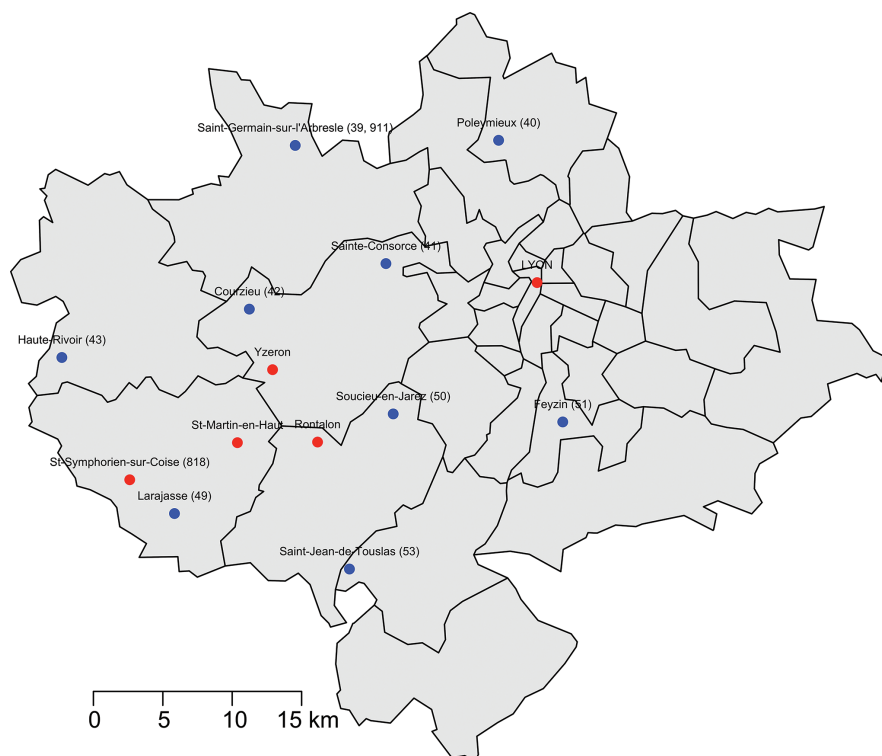 Poleymieux (40)
Saint-Germain-sur-l'Arbresle (39, 911)
Sainte-Consorce (41)
LYON
Courzieu (42)
Haute-Rivoir (43)
Yzeron
Soucieu-en-Jarez (50)
Feyzin (51)
St-Martin-en-Haut
Rontalon
St-Symphorien-sur-Coise (818)
Larajasse (49)
Saint-Jean-de-Touslas (53)
0 5 10 15 km